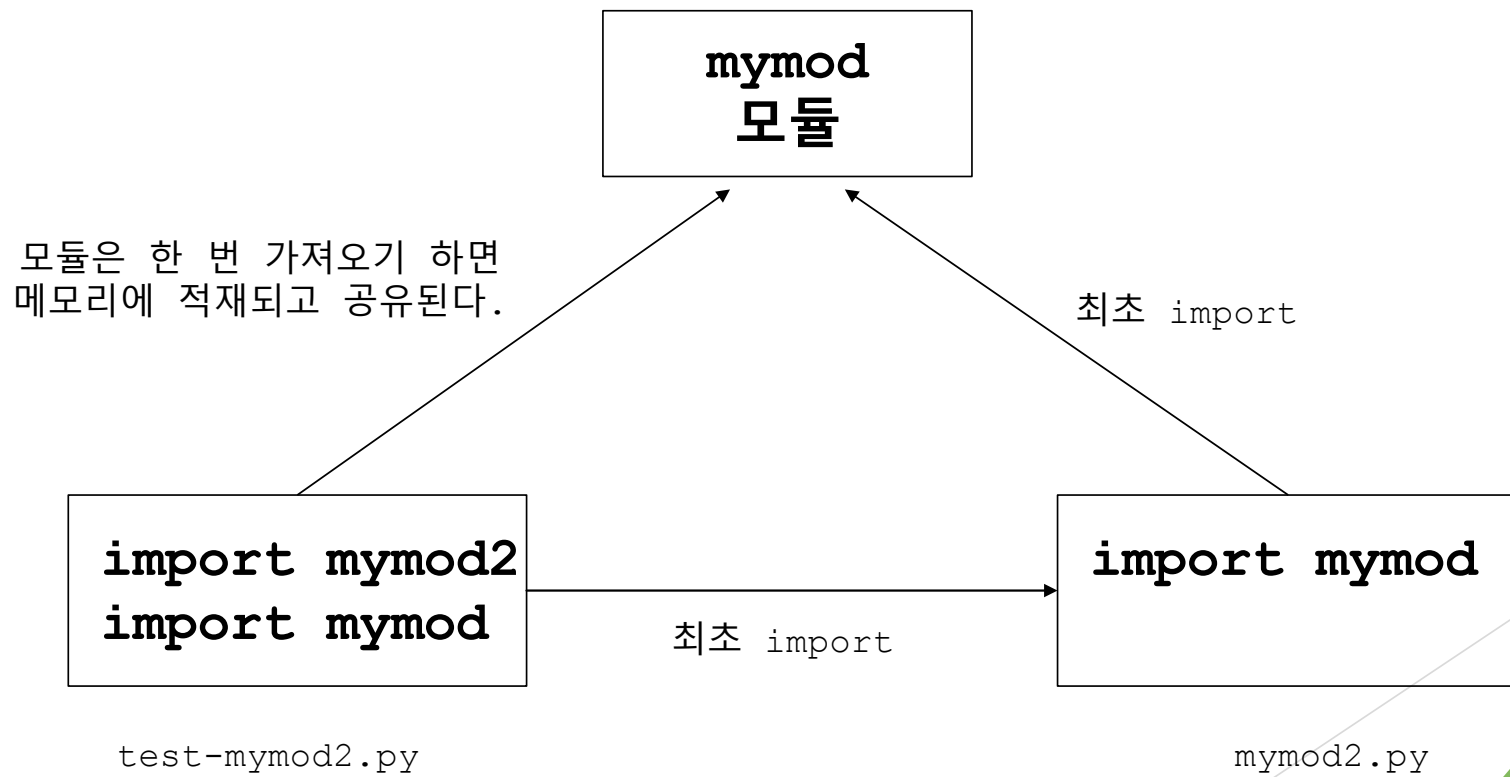 mymod
모듈
모듈은 한 번 가져오기 하면
메모리에 적재되고 공유된다.
최초 import
import mymod2
import mymod
import mymod
최초 import
test-mymod2.py
mymod2.py